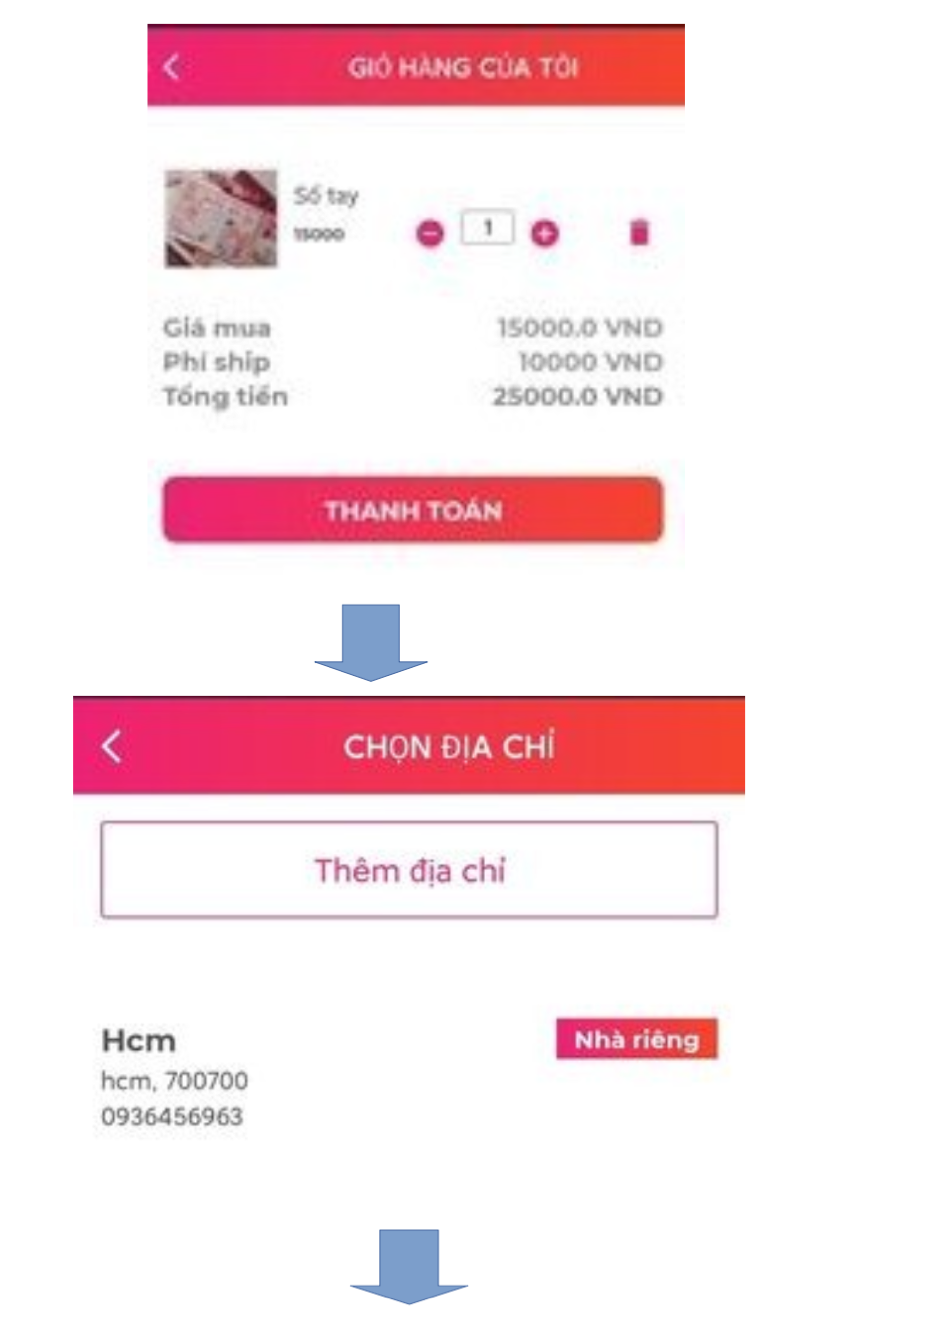 GIỎ HÀNG CỦA TÔI
Sổ tay
15000
1
Giá mua 15000.0 VND
Phí ship 10000 VND
Tổng tiền 25000.0 VND
THANH TOÁN
CHỌN ĐỊA CHỈ
Thêm địa chỉ
Hcm Nhà riêng
hcm, 700700
0936456963